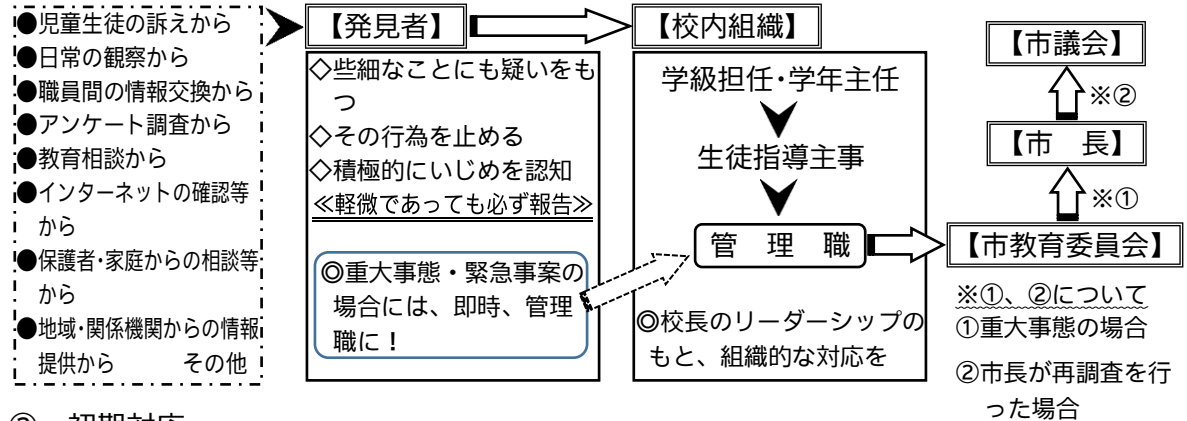 ●児童生徒の訴えから
●日常の観察から
●職員間の情報交換から
●アンケート調査から
●教育相談から
●インターネットの確認等
から
●保護者・家庭からの相談等
から
●地域・関係機関からの情報
提供から　　その他
【発見者】
◇些細なことにも疑いをも
つ
◇その行為を止める
◇積極的にいじめを認知
≪軽微であっても必ず報告≫
◎重大事態・緊急事案の
場合には、即時、管理
職に！
【校内組織】
学級担任・学年主任
生徒指導主事
管　理　職
◎校長のリーダーシップの
もと、組織的な対応を
【市議会】
※②
【市　長】
※①
【市教育委員会】
※①、②について
①重大事態の場合
②市長が再調査を行
った場合